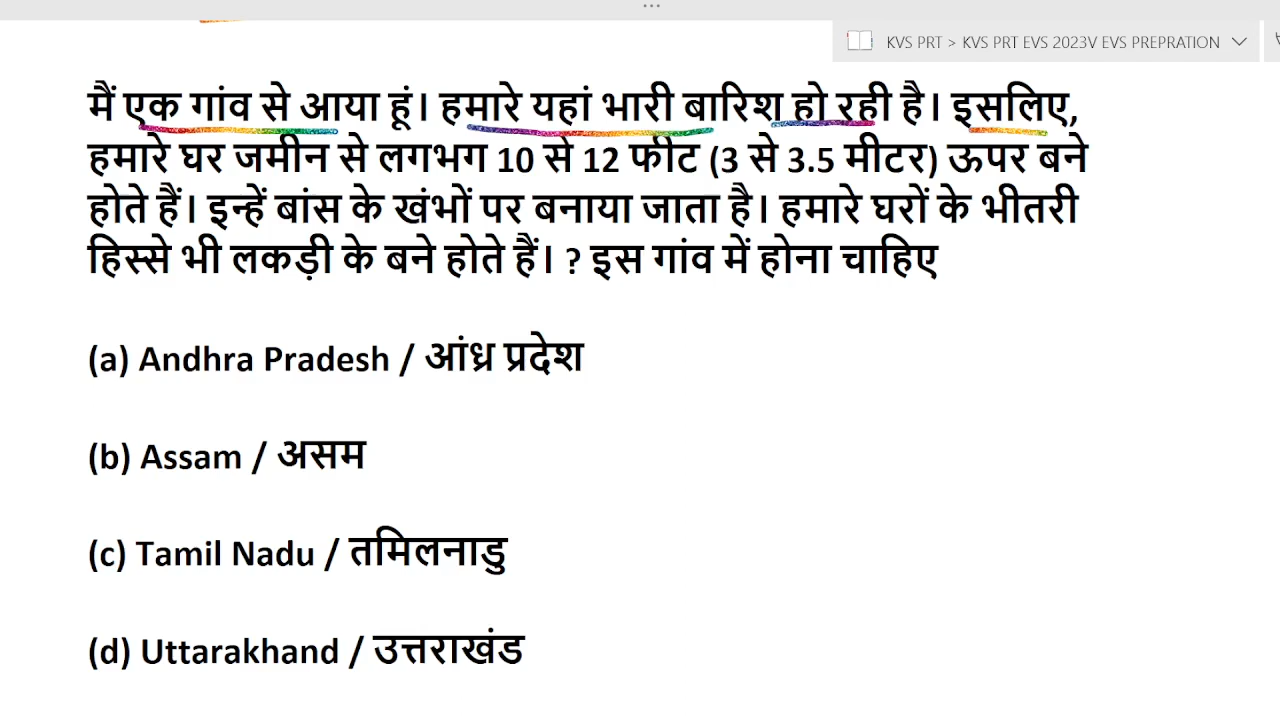 KVS PRT > KVS PRT EVS 2023V EVS PREPRATION
मैं एक गांव से आया हूं। हमारे यहां भारी बारिश हो रही है। इसलिए,
हमारे घर जमीन से लगभग 10 से 12 फीट (3 से 3.5 मीटर) ऊपर बने
होते हैं। इन्हें बांस के खंभों पर बनाया जाता है। हमारे घरों के भीतरी
हिस्से भी लकड़ी के बने होते हैं। ? इस गांव में होना चाहिए
(a) Andhra Pradesh / आंध्र प्रदेश
(b) Assam / असम
(c) Tamil Nadu / तमिलनाडु
(d) Uttarakhand / उत्तराखंड